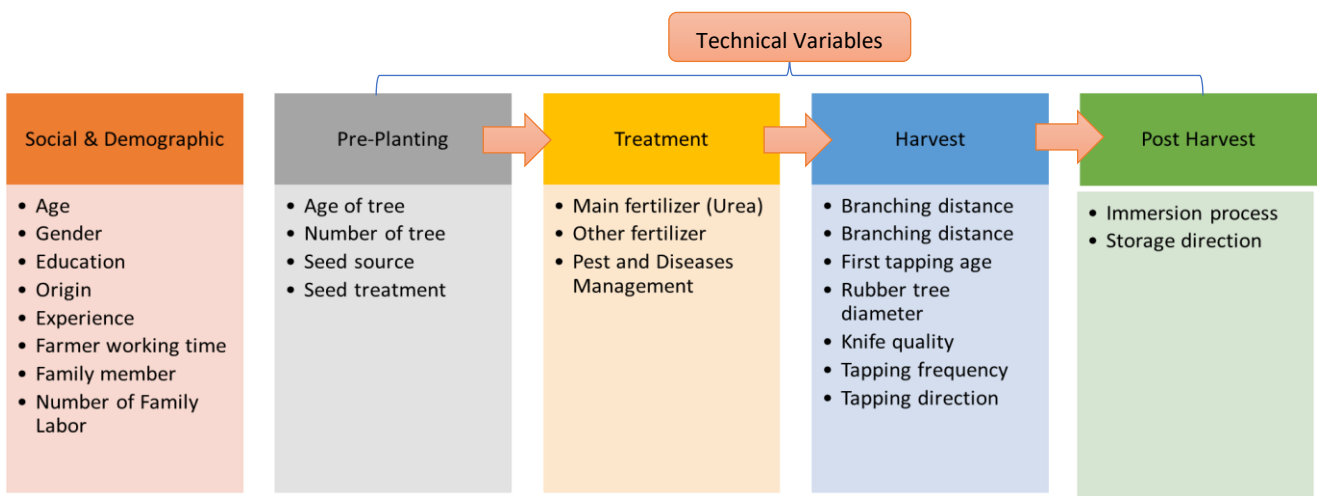 Technical Variables
Social & Demographic
• Age
• Gender
• Education
• Origin
• Experience
• Farmer working time
• Family member
• Number of Family
Labor
Pre-Planting
• Age of tree
• Number of tree
• Seed source
• Seed treatment
Treatment
• Main fertilizer (Urea)
• Other fertilizer
• Pest and Diseases
Management
Harvest
• Branching distance
• Branching distance
• First tapping age
• Rubber tree
diameter
• Knife quality
• Tapping frequency
• Tapping direction
Post Harvest
• Immersion process
• Storage direction